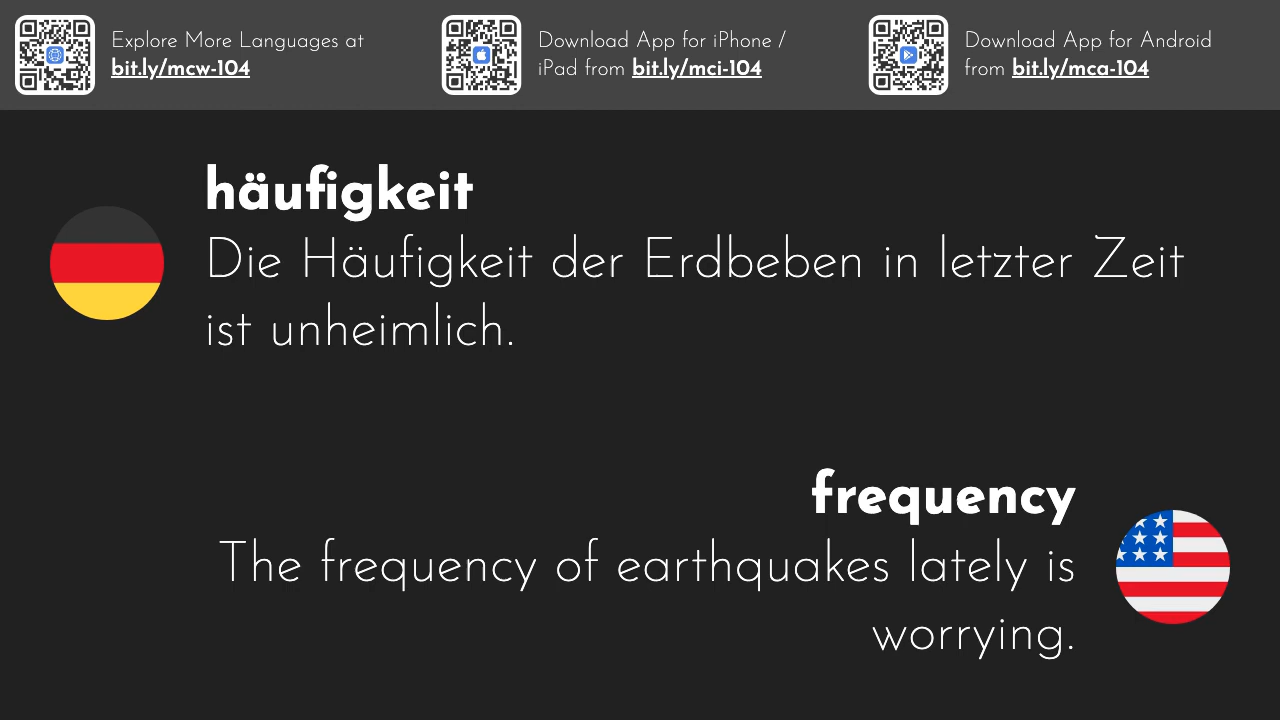 Explore More Languages at
bit.ly/mcw-104
Download App for iPhone /
iPad from bit.ly/mci-104
Download App for Android
from bit.ly/mca-104
häufigkeit
Die Häufigkeit der Erdbeben in letzter Zeit
ist unheimlich.
frequency
The frequency of earthquakes lately is
worrying.